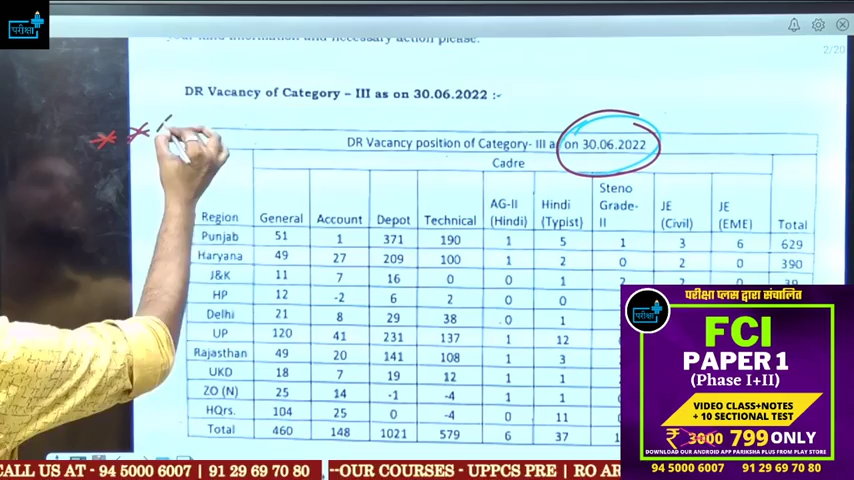 परीक्षा
2/20
your kind information and necessary action please.
DR Vacancy of Category – III as on 30.06.2022 :-
DR Vacancy position of Category- III as on 30.06.2022
Cadre
Region General Account Depot Technical AG-II (Hindi) Hindi (Typist) Steno Grade-II JE (Civil) JE (EME) Total
Punjab 51 1 371 190 1 5 1 3 6 629
Haryana 49 27 209 100 1 2 0 2 0 390
J&K 11 7 16 0 0 1 2
HP 12 -2 6 2 0 0
Delhi 21 8 29 38 0 1
UP 120 41 231 137 1 12
Rajasthan 49 20 141 108 1 3
UKD 18 7 19 12 1 1
ZO (N) 25 14 -1 -4 1 1
HQrs. 104 25 0 -4 0 11
Total 460 148 1021 579 6 37 1
परीक्षा प्लस द्वारा संचालित
परीक्षा
FCI
PAPER 1
(Phase I+II)
VIDEO CLASS+NOTES
+ 10 SECTIONAL TEST
₹ 3000 799 ONLY
DOWNLOAD OUR ANDROID APP PARIKSHA PLUS FROM PLAY STORE
94 5000 6007 91 29 69 70 80
CALL US AT - 94 5000 6007 | 91 29 69 70 80 --OUR COURSES - UPPCS PRE | RO AR